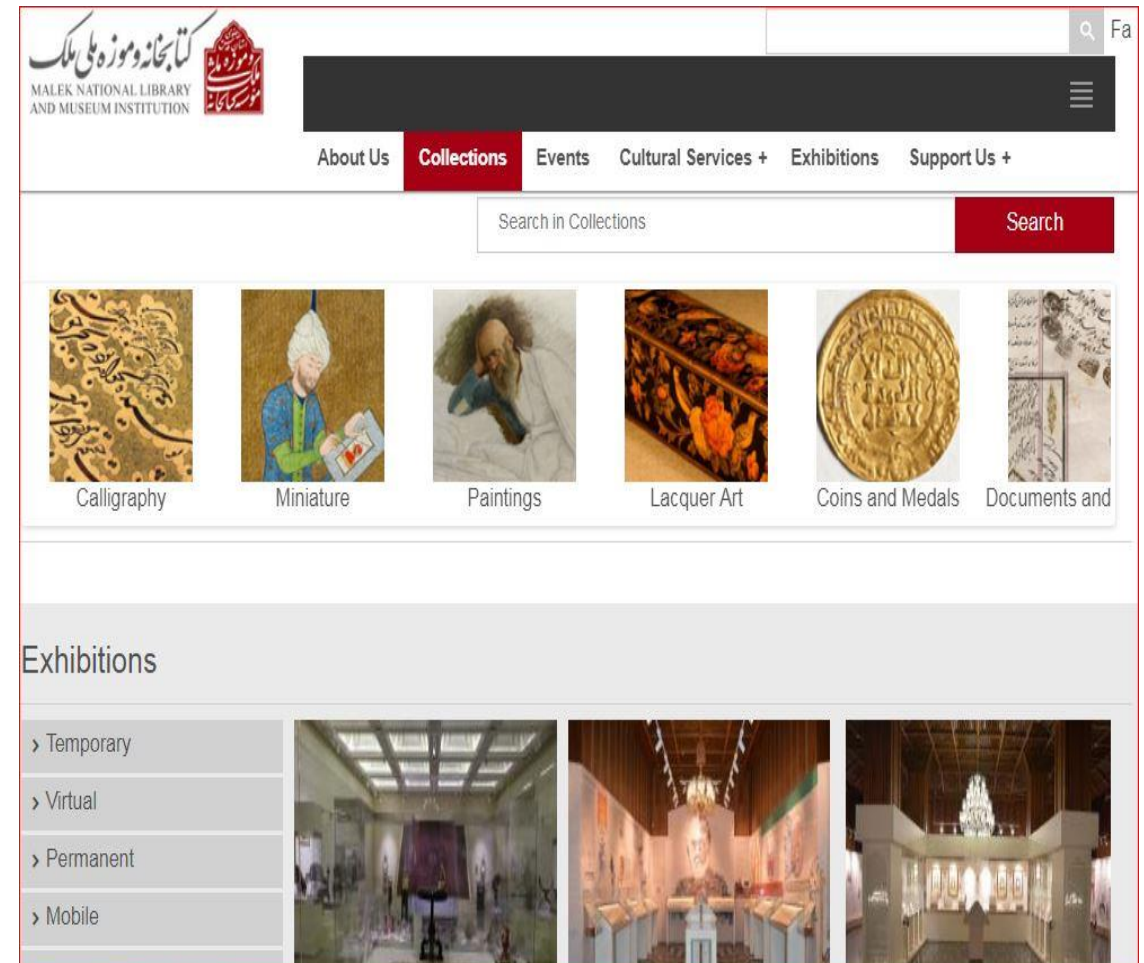 Fa
کتابخانه و موزه ملی ملک
MALEK NATIONAL LIBRARY
AND MUSEUM INSTITUTION
About Us Collections Events Cultural Services + Exhibitions Support Us +
Search in Collections Search
Calligraphy Miniature Paintings Lacquer Art Coins and Medals Documents and
Exhibitions
› Temporary
› Virtual
› Permanent
› Mobile